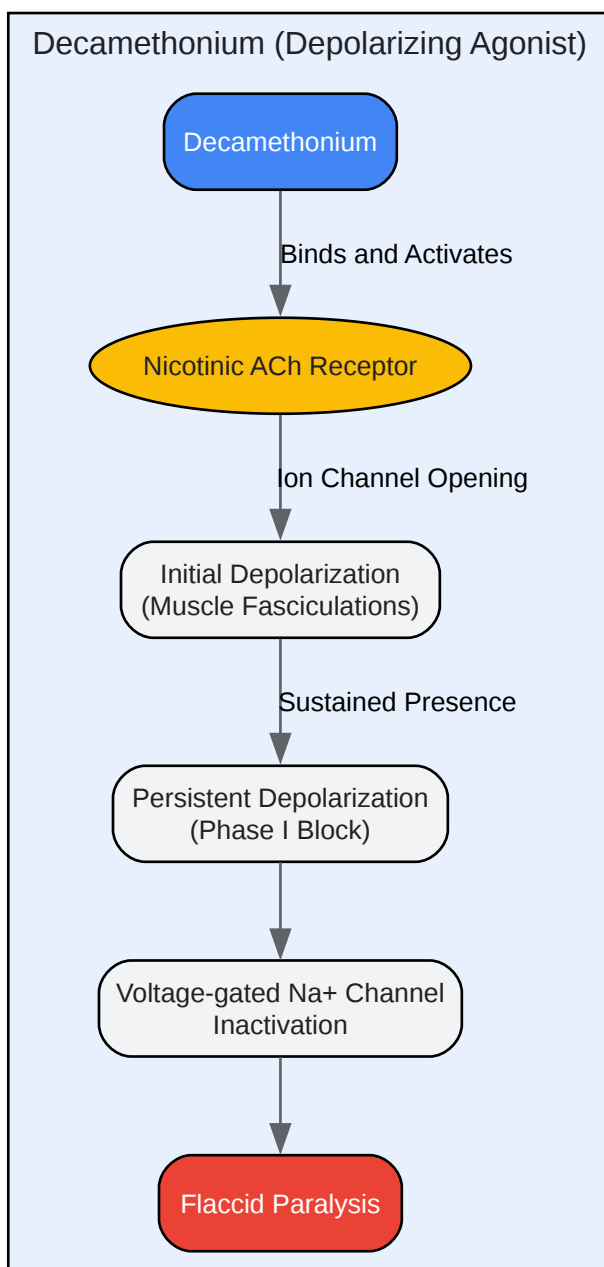 Decamethonium (Depolarizing Agonist)
Decamethonium
Binds and Activates
Nicotinic ACh Receptor
Ion Channel Opening
Initial Depolarization
(Muscle Fasciculations)
Sustained Presence
Persistent Depolarization
(Phase I Block)
Voltage-gated Na+ Channel
Inactivation
Flaccid Paralysis